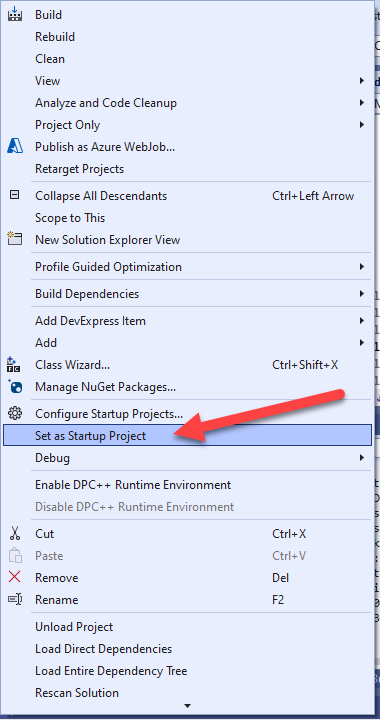 Build
Rebuild
Clean
View
Analyze and Code Cleanup
Project Only
Publish as Azure WebJob...
Retarget Projects
Collapse All Descendants Ctrl+Left Arrow
Scope to This
New Solution Explorer View
Profile Guided Optimization
Build Dependencies
Add DevExpress Item
Add
Class Wizard... Ctrl+Shift+X
Manage NuGet Packages...
Configure Startup Projects...
Set as Startup Project
Debug
Enable DPC++ Runtime Environment
Disable DPC++ Runtime Environment
Cut Ctrl+X
Paste Ctrl+V
Remove Del
Rename F2
Unload Project
Load Direct Dependencies
Load Entire Dependency Tree
Rescan Solution